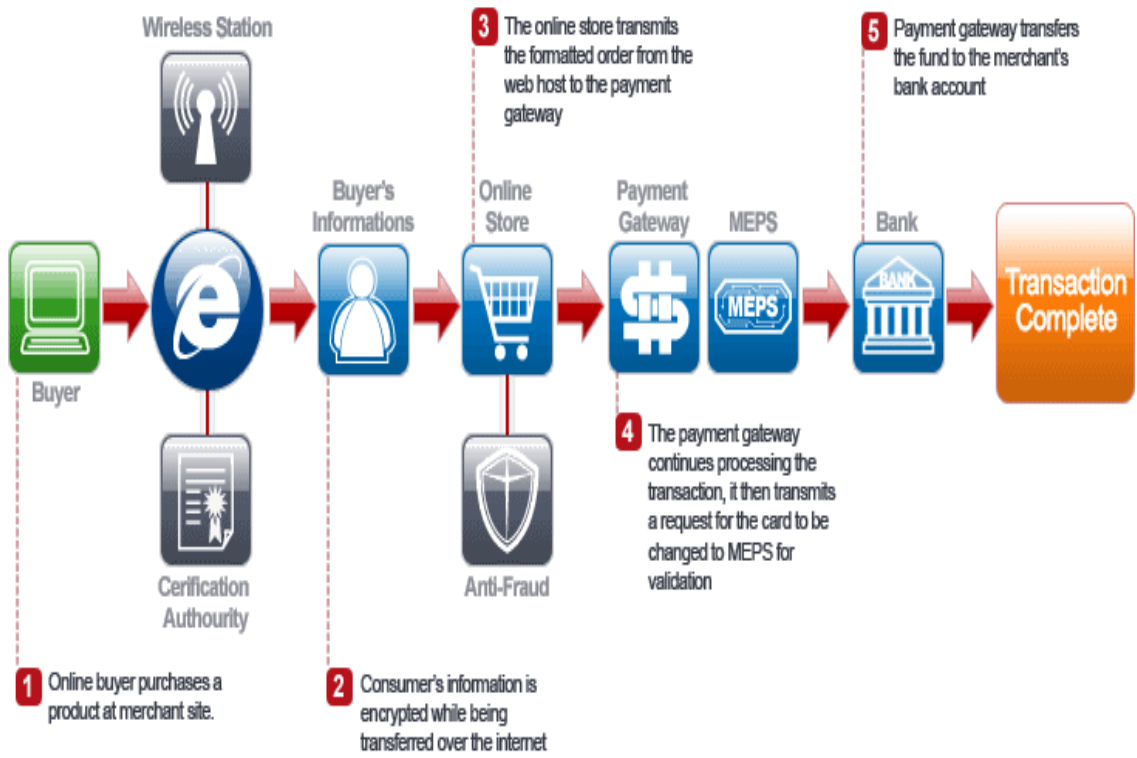 Wireless Station
3
The online store transmits
the formatted order from the
web host to the payment
gateway
5
Payment gateway transfers
the fund to the merchant's
bank account
Buyer's
Informations
Online
Store
Payment
Gateway
MEPS
Bank
e
MEPS
BANK
Transaction
Complete
Buyer
4
The payment gateway
continues processing the
transaction, it then transmits
a request for the card to be
changed to MEPS for
validation
Cerification
Authourity
Anti-Fraud
1
Online buyer purchases a
product at merchant site.
2
Consumer's information is
encrypted while being
transferred over the internet